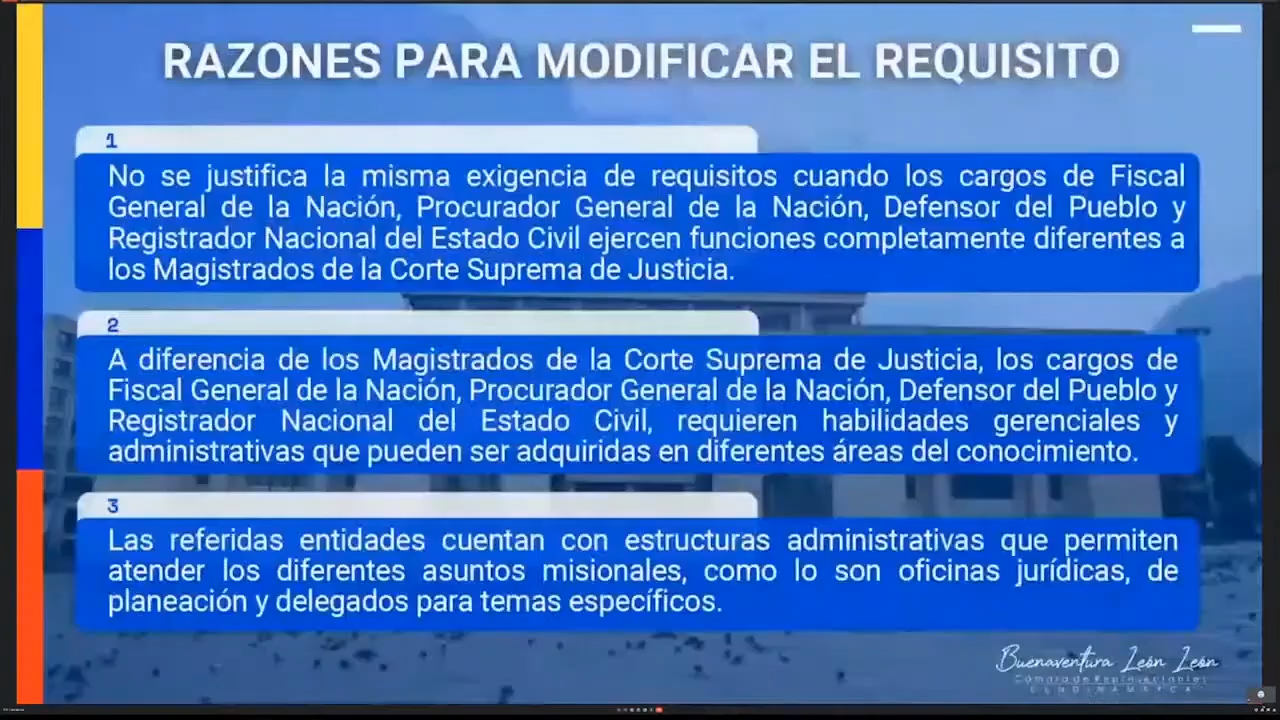 RAZONES PARA MODIFICAR EL REQUISITO
1
No se justifica la misma exigencia de requisitos cuando los cargos de Fiscal
General de la Nación, Procurador General de la Nación, Defensor del Pueblo y
Registrador Nacional del Estado Civil ejercen funciones completamente diferentes a
los Magistrados de la Corte Suprema de Justicia.
2
A diferencia de los Magistrados de la Corte Suprema de Justicia, los cargos de
Fiscal General de la Nación, Procurador General de la Nación, Defensor del Pueblo y
Registrador Nacional del Estado Civil, requieren habilidades gerenciales y
administrativas que pueden ser adquiridas en diferentes áreas del conocimiento.
3
Las referidas entidades cuentan con estructuras administrativas que permiten
atender los diferentes asuntos misionales, como lo son oficinas jurídicas, de
planeación y delegados para temas específicos.
Buenaventura León León
Cámara de Representantes
CUNDINAMARCA